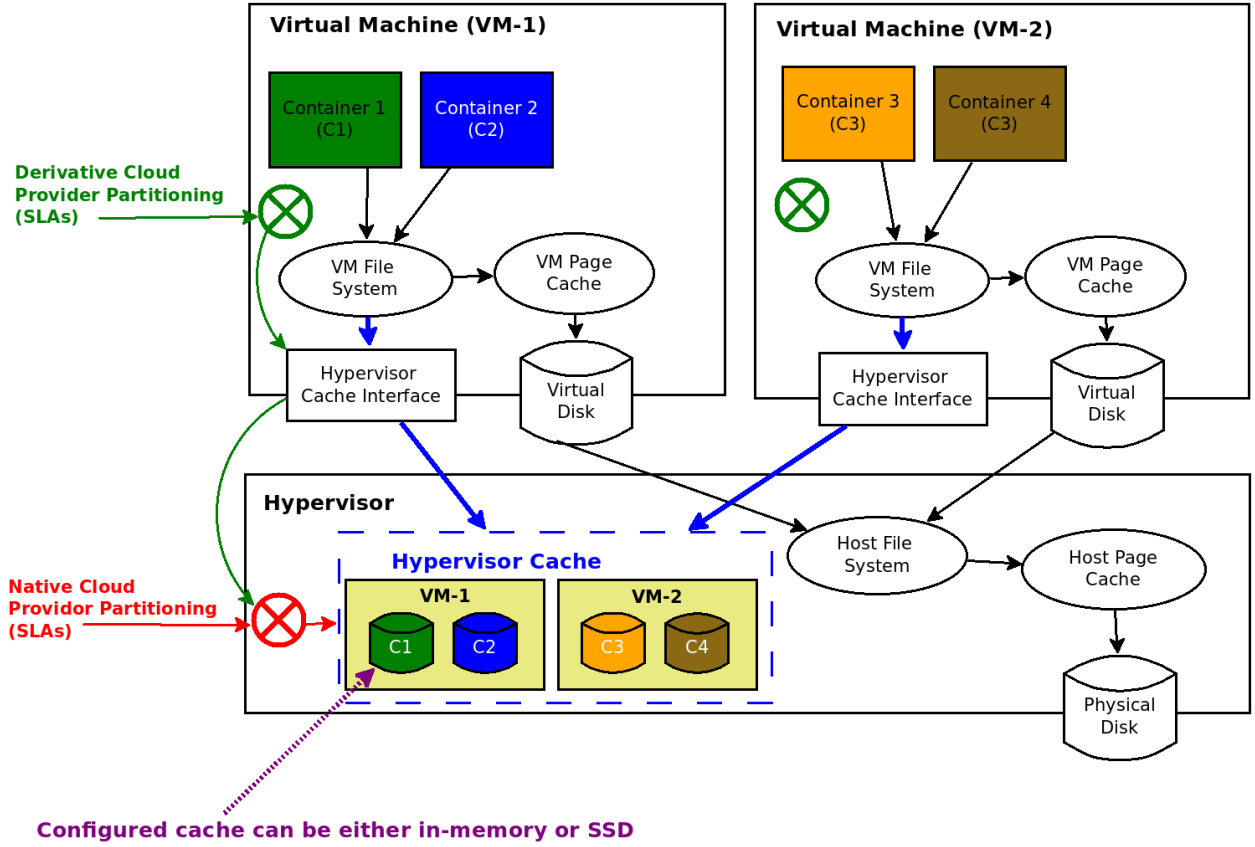 Virtual Machine (VM-1)
Container 1
(C1)
Container 2
(C2)
Derivative Cloud
Provider Partitioning
(SLAs)
VM File
System
VM Page
Cache
Hypervisor
Cache Interface
Virtual
Disk
Virtual Machine (VM-2)
Container 3
(C3)
Container 4
(C3)
VM File
System
VM Page
Cache
Hypervisor
Cache Interface
Virtual
Disk
Hypervisor
Hypervisor Cache
VM-1
C1
C2
VM-2
C3
C4
Host File
System
Host Page
Cache
Physical
Disk
Native Cloud
Providor Partitioning
(SLAs)
Configured cache can be either in-memory or SSD